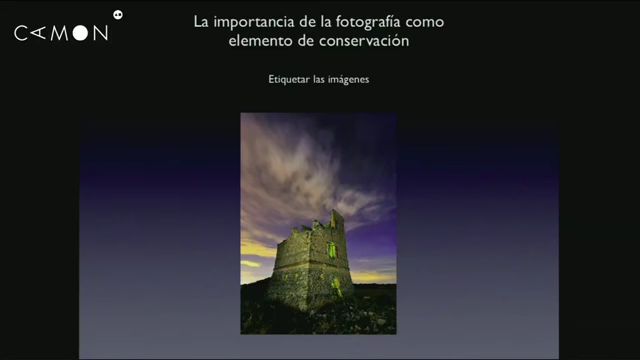 CAMON
La importancia de la fotografía como
elemento de conservación
Etiquetar las imágenes